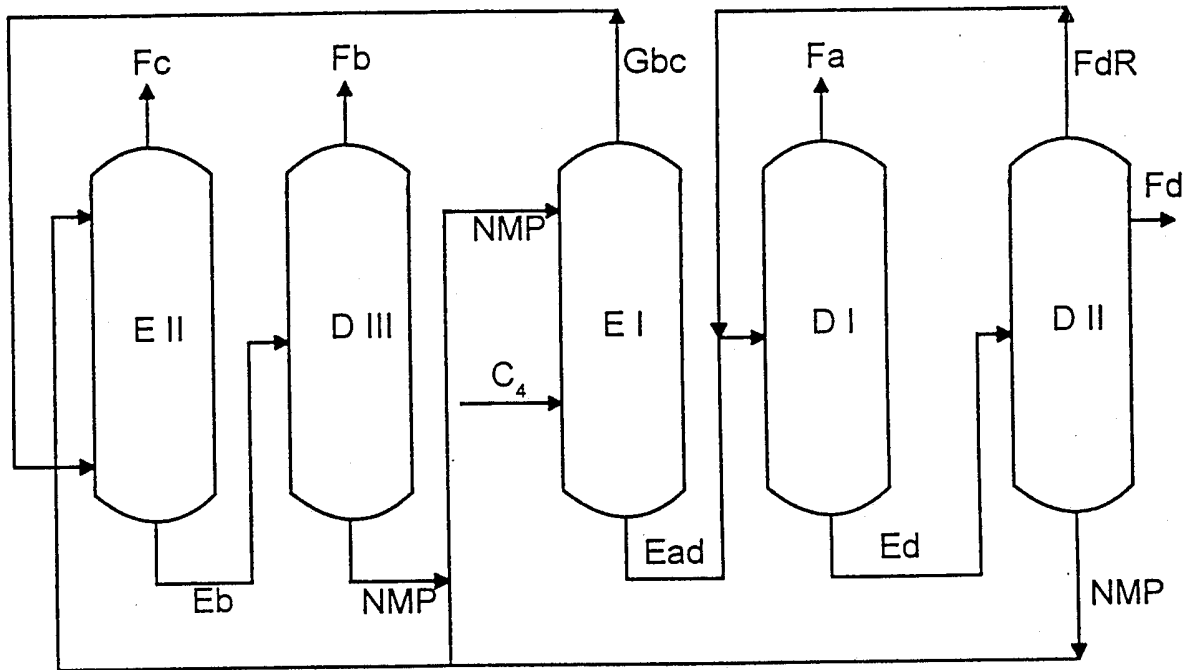 Fc
Fb
Gbc
Fa
FdR
Fd
NMP
E II
D III
E I
D I
D II
C₄
Eb
NMP
Ead
Ed
NMP